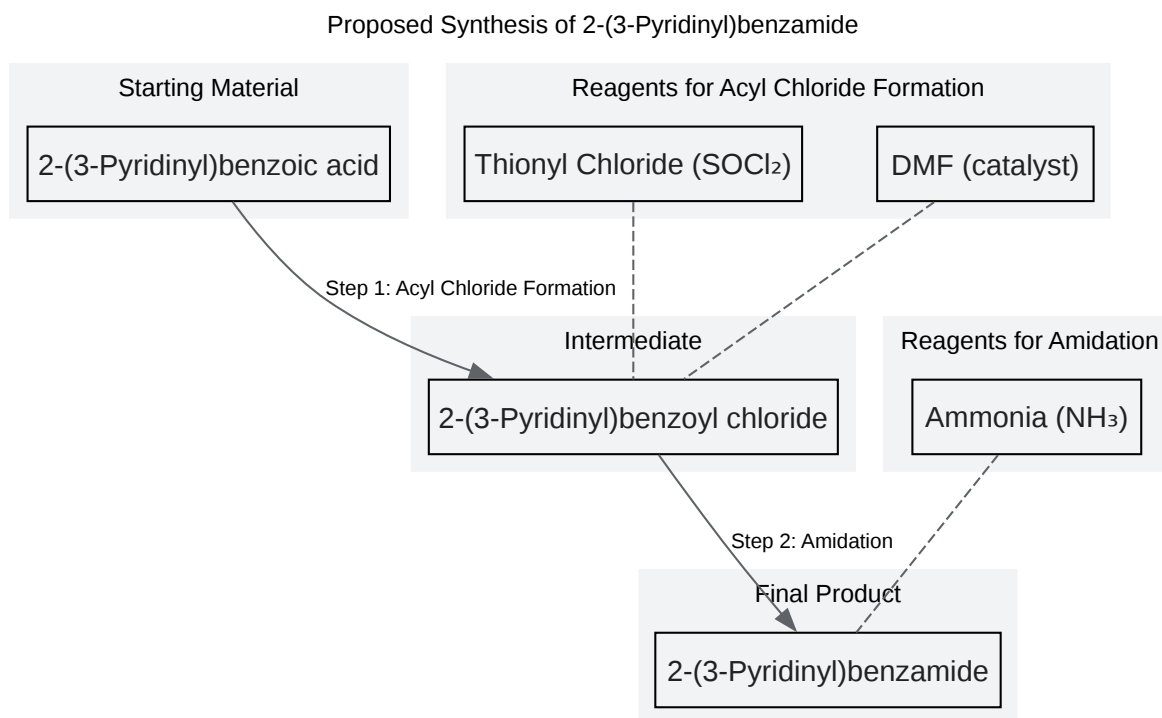 Proposed Synthesis of 2-(3-Pyridinyl)benzamide
Starting Material
Reagents for Acyl Chloride Formation
2-(3-Pyridinyl)benzoic acid
Thionyl Chloride (SOCl₂)
DMF (catalyst)
Step 1: Acyl Chloride Formation
Intermediate
Reagents for Amidation
2-(3-Pyridinyl)benzoyl chloride
Ammonia (NH₃)
Step 2: Amidation
Final Product
2-(3-Pyridinyl)benzamide